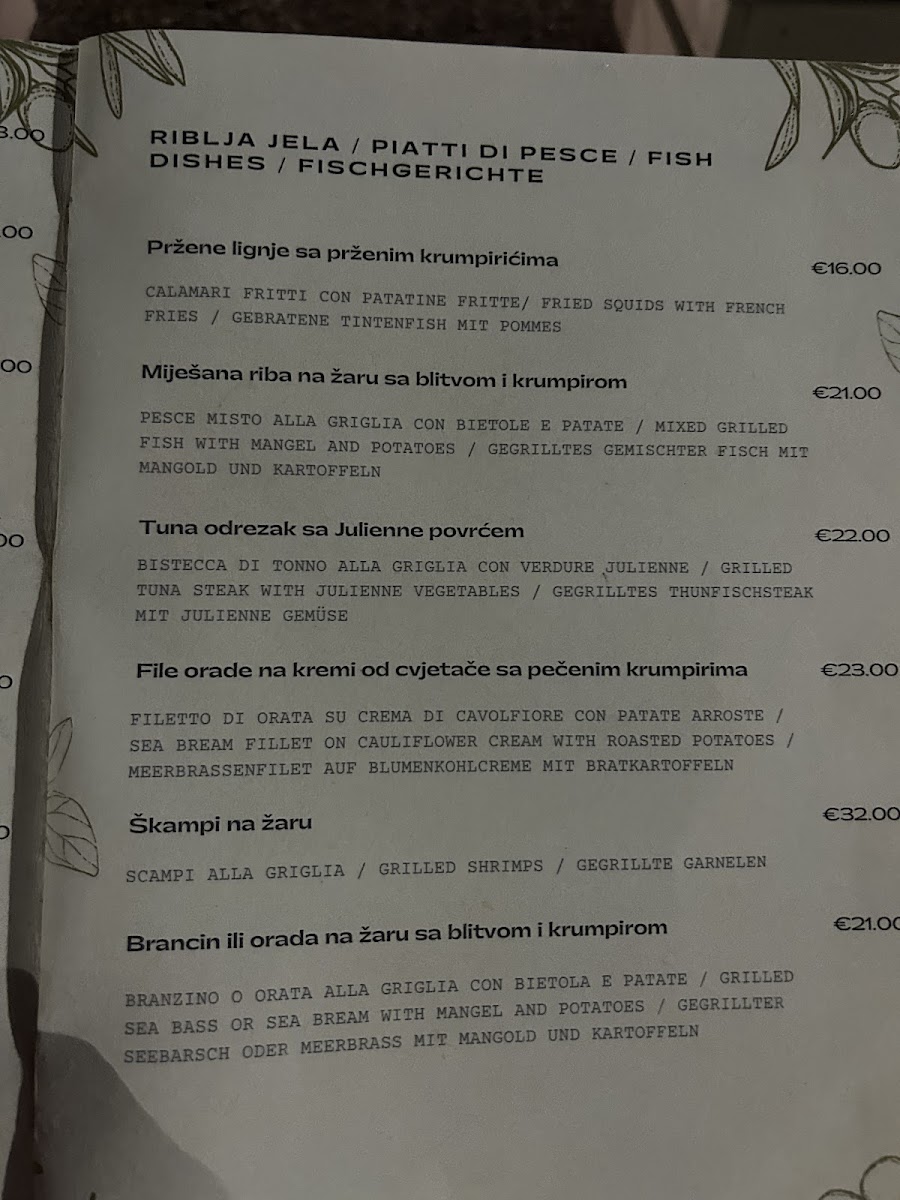 RIBLJA JELA / PIATTI DI PESCE / FISH
DISHES / FISCHGERICHTE
Pržene lignje sa prženim krumpirićima
€16.00
CALAMARI FRITTI CON PATATINE FRITTE/ FRIED SQUIDS WITH FRENCH
FRIES / GEBRATENE TINTENFISH MIT POMMES
Miješana riba na žaru sa blitvom i krumpirom
€21.00
PESCE MISTO ALLA GRIGLIA CON BIETOLE E PATATE / MIXED GRILLED
FISH WITH MANGEL AND POTATOES / GEGRILLTES GEMISCHTER FISCH MIT
MANGOLD UND KARTOFFELN
Tuna odrezak sa Julienne povrćem
€22.00
BISTECCA DI TONNO ALLA GRIGLIA CON VERDURE JULIENNE / GRILLED
TUNA STEAK WITH JULIENNE VEGETABLES / GEGRILLTES THUNFISCHSTEAK
MIT JULIENNE GEMÜSE
File orade na kremi od cvjetače sa pečenim krumpirima
€23.00
FILETTO DI ORATA SU CREMA DI CAVOLFIORE CON PATATE ARROSTE /
SEA BREAM FILLET ON CAULIFLOWER CREAM WITH ROASTED POTATOES /
MEERBRASSENFILET AUF BLUMENKOHLCREME MIT BRATKARTOFFELN
Škampi na žaru
€32.00
SCAMPI ALLA GRIGLIA / GRILLED SHRIMPS / GEGRILLTE GARNELEN
Brancin ili orada na žaru sa blitvom i krumpirom
€21.00
BRANZINO O ORATA ALLA GRIGLIA CON BIETOLA E PATATE / GRILLED
SEA BASS OR SEA BREAM WITH MANGEL AND POTATOES / GEGRILLTER
SEEBARSCH ODER MEERBRASS MIT MANGOLD UND KARTOFFELN